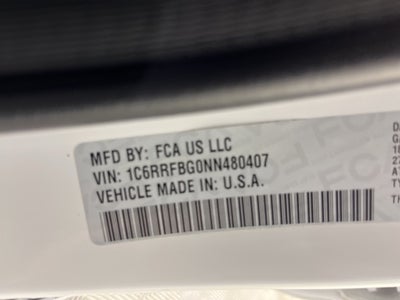 MFD BY: FCA US LLC
VIN: 1C6RRFBG0NN480407
VEHICLE MADE IN: U.S.A.